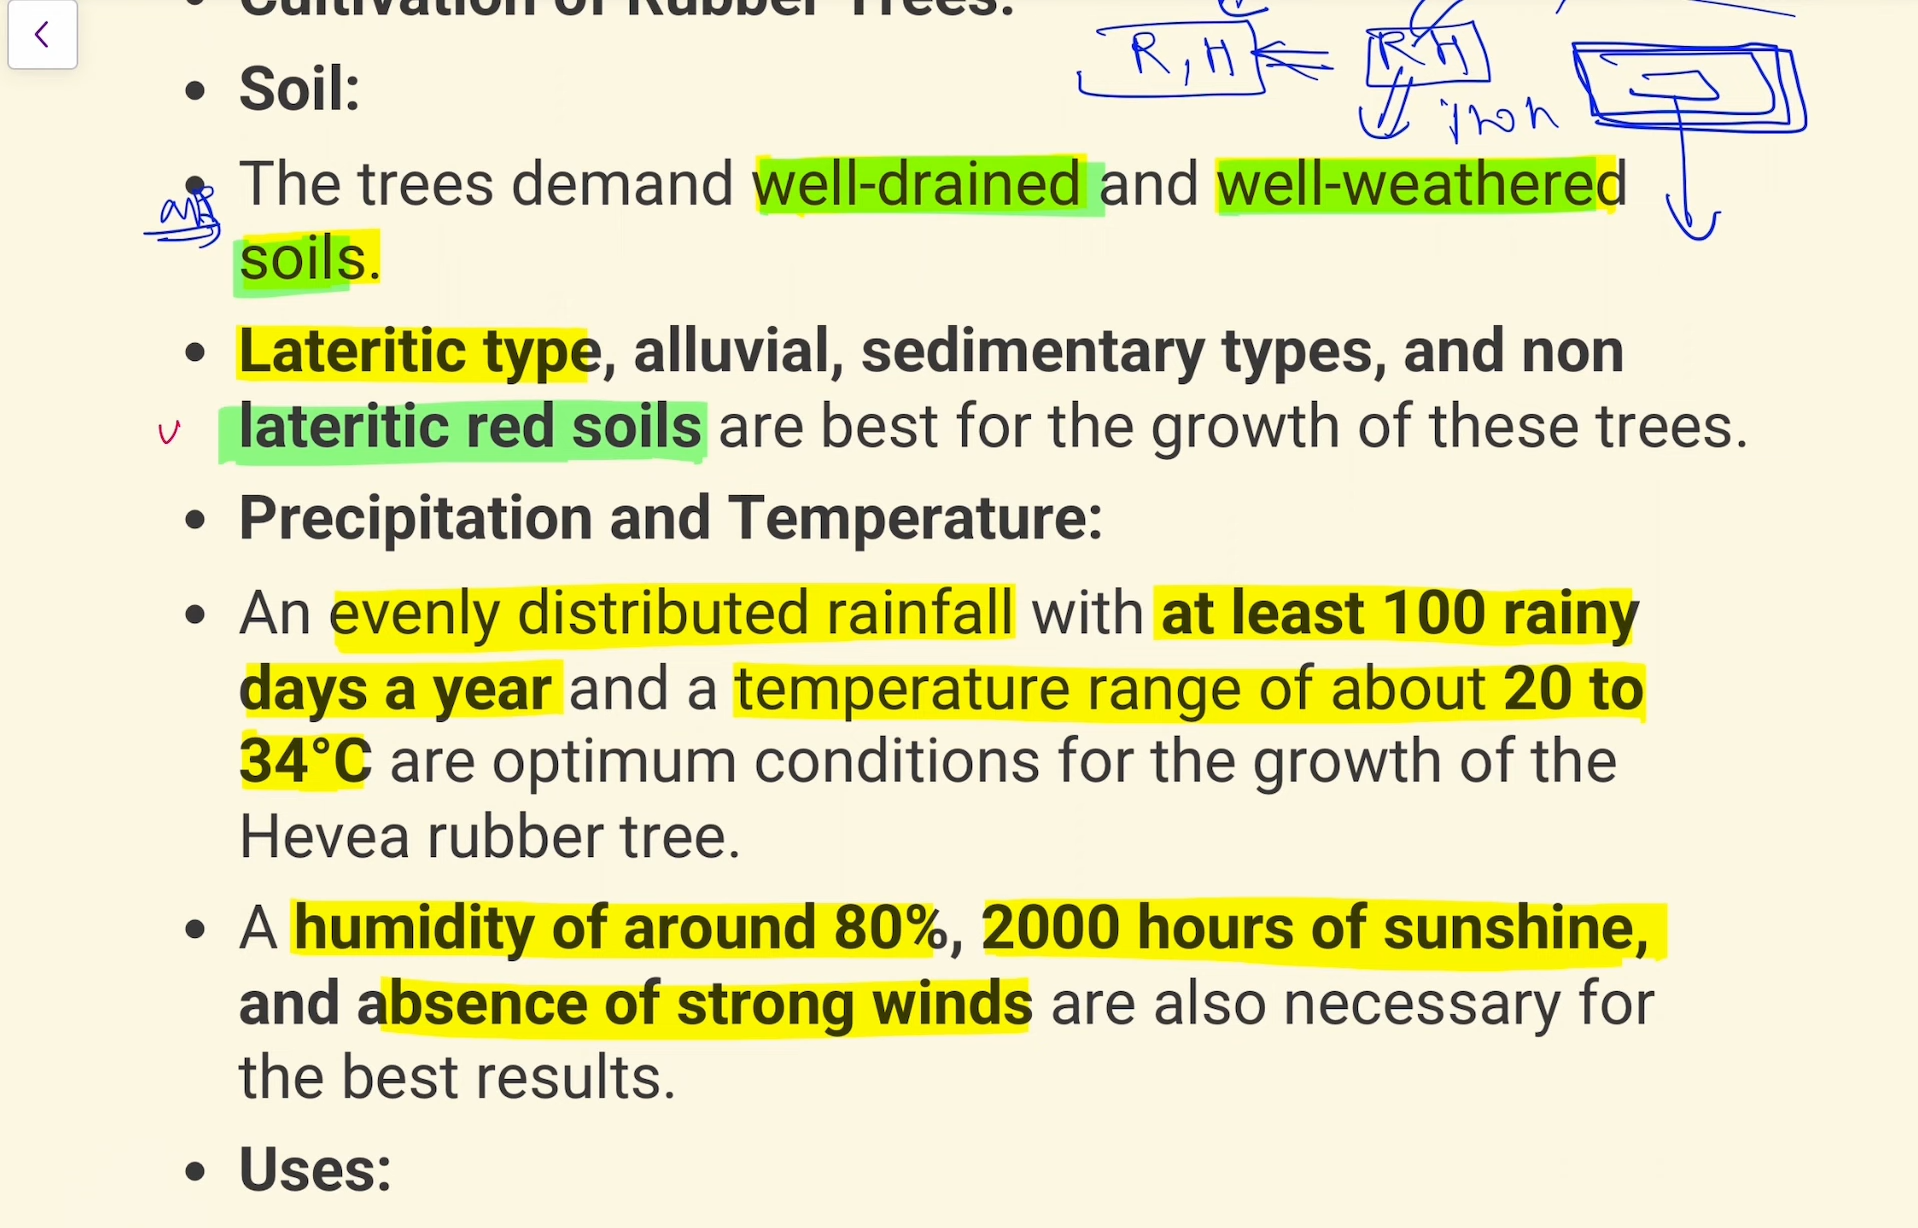 Cultivation of Rubber Trees:
R, H
R H
iron
Soil:
The trees demand well-drained and well-weathered
soils.
Lateritic type, alluvial, sedimentary types, and non
lateritic red soils are best for the growth of these trees.
Precipitation and Temperature:
An evenly distributed rainfall with at least 100 rainy
days a year and a temperature range of about 20 to
34°C are optimum conditions for the growth of the
Hevea rubber tree.
A humidity of around 80%, 2000 hours of sunshine,
and absence of strong winds are also necessary for
the best results.
Uses: